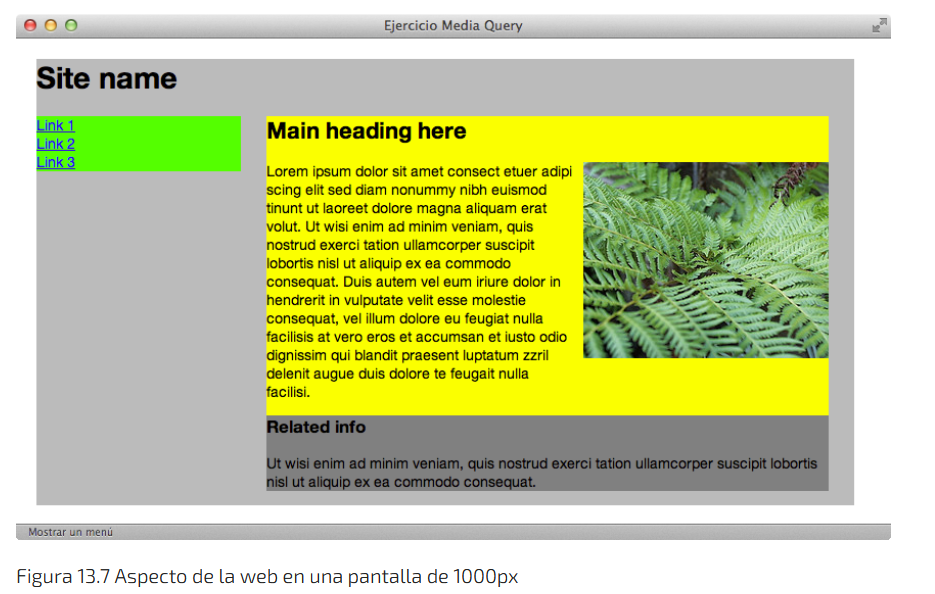 Ejercicio Media Query
Site name
Link 1
Link 2
Link 3
Main heading here
Lorem ipsum dolor sit amet consect etuer adipi
scing elit sed diam nonummy nibh euismod
tinunt ut laoreet dolore magna aliquam erat
volut. Ut wisi enim ad minim veniam, quis
nostrud exerci tation ullamcorper suscipit
lobortis nisl ut aliquip ex ea commodo
consequat. Duis autem vel eum iriure dolor in
hendrerit in vulputate velit esse molestie
consequat, vel illum dolore eu feugiat nulla
facilisis at vero eros et accumsan et iusto odio
dignissim qui blandit praesent luptatum zzril
delenit augue duis dolore te feugait nulla
facilisi.
Related info
Ut wisi enim ad minim veniam, quis nostrud exerci tation ullamcorper suscipit lobortis
nisl ut aliquip ex ea commodo consequat.
Mostrar un menú
Figura 13.7 Aspecto de la web en una pantalla de 1000px